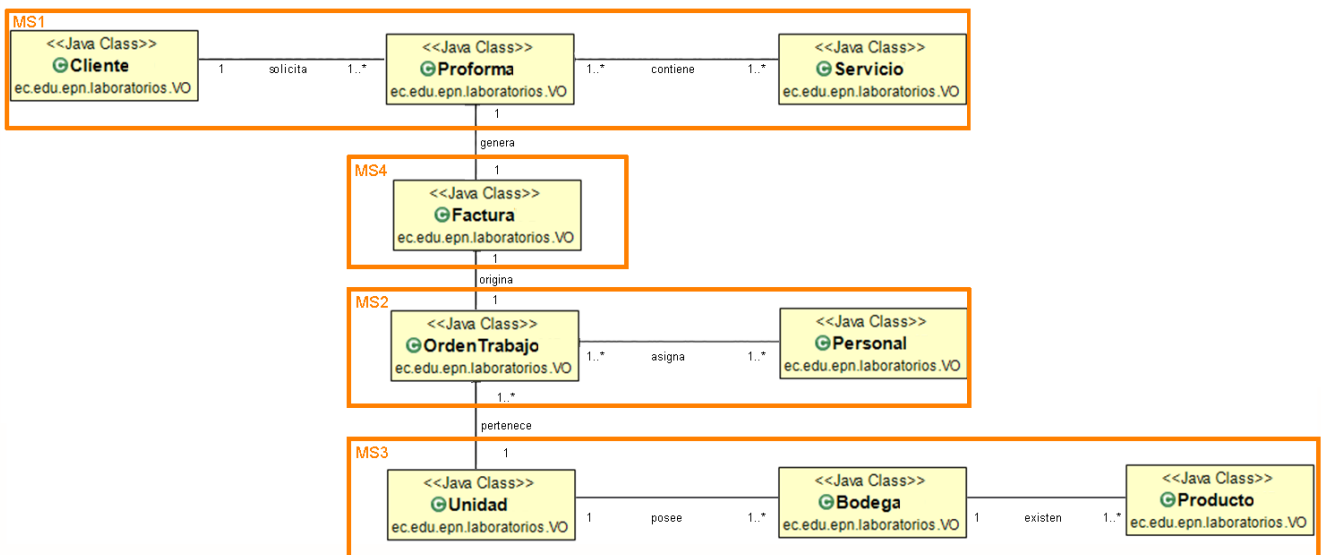 MS1
<<Java Class>>
Cliente
ec.edu.epn.laboratorios.VO
1 solicita 1..*
<<Java Class>>
Proforma
ec.edu.epn.laboratorios.VO
1..* contiene 1..*
<<Java Class>>
Servicio
ec.edu.epn.laboratorios.VO
1
genera
MS4
1
<<Java Class>>
Factura
ec.edu.epn.laboratorios.VO
1
origina
MS2
1
<<Java Class>>
OrdenTrabajo
ec.edu.epn.laboratorios.VO
1..* asigna 1..*
<<Java Class>>
Personal
ec.edu.epn.laboratorios.VO
1..*
pertenece
MS3
1
<<Java Class>>
Unidad
ec.edu.epn.laboratorios.VO
1 posee 1..*
<<Java Class>>
Bodega
ec.edu.epn.laboratorios.VO
1 existen 1..*
<<Java Class>>
Producto
ec.edu.epn.laboratorios.VO